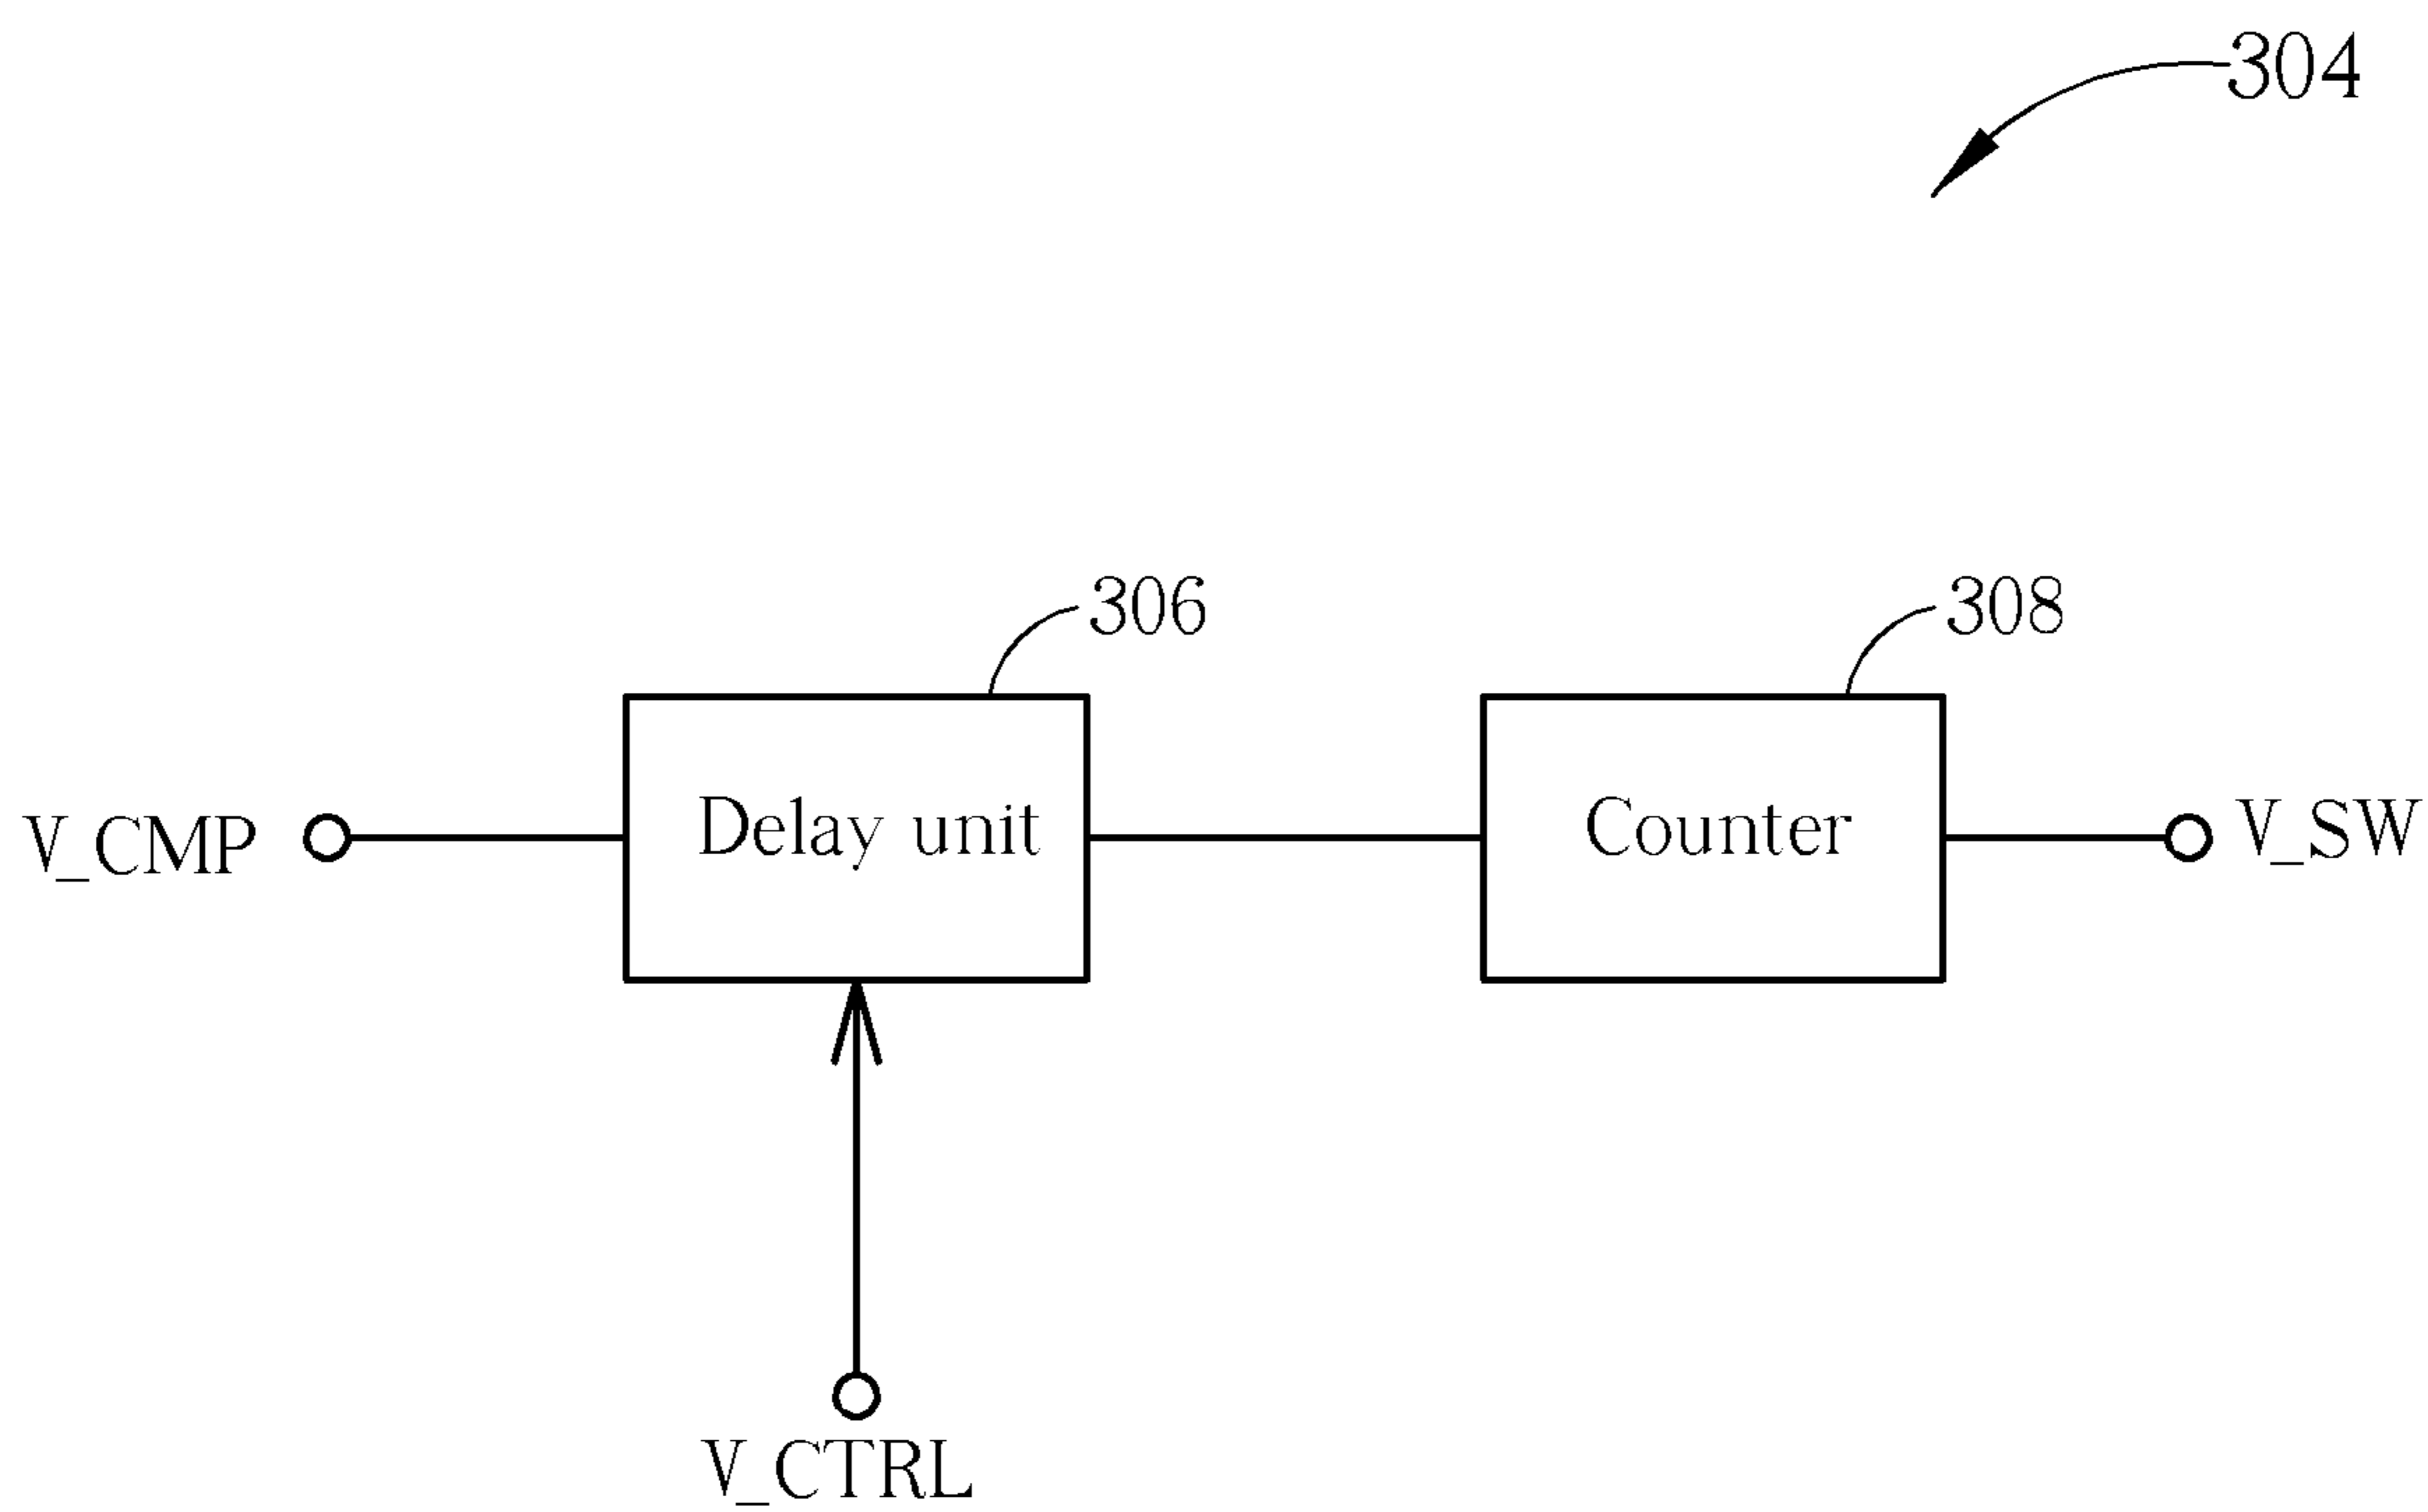 304
306
308
Delay unit
Counter
V_CMP
V_SW
V_CTRL